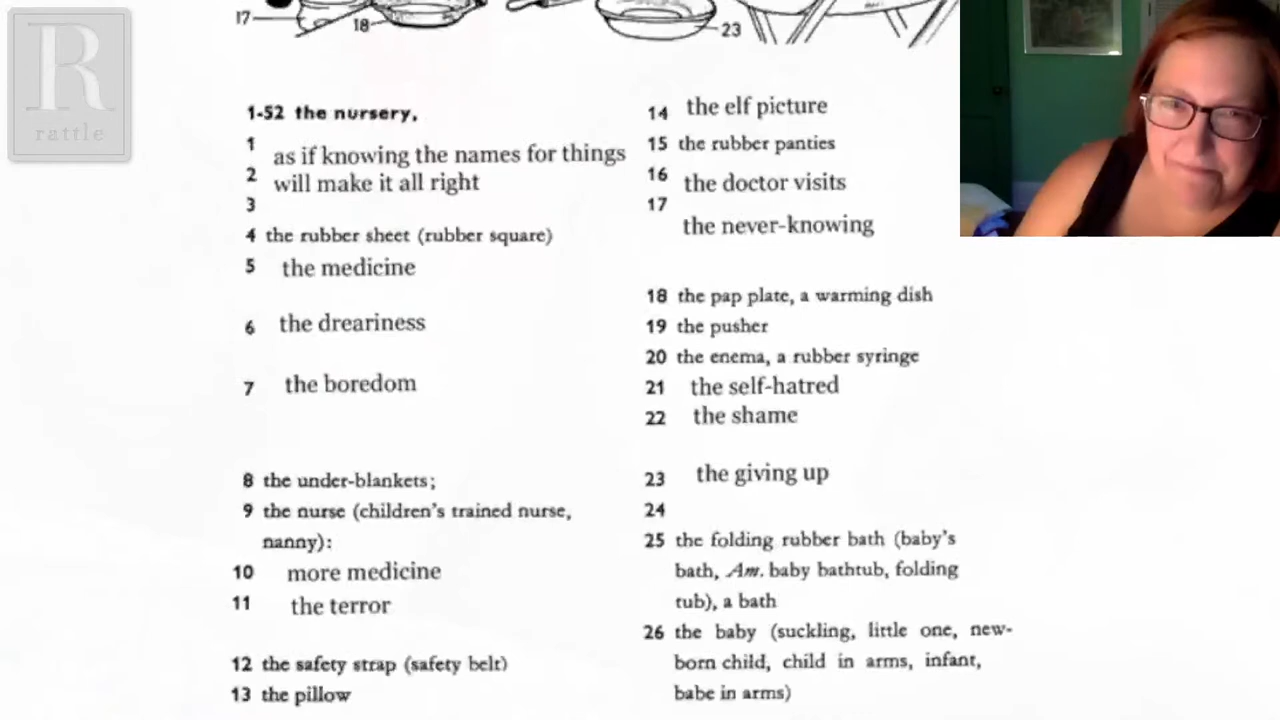 R
rattle
17
18
23
1-52 the nursery,
1
as if knowing the names for things
2
will make it all right
3
4 the rubber sheet (rubber square)
5 the medicine
6 the dreariness
7 the boredom
8 the under-blankets;
9 the nurse (children's trained nurse,
nanny):
10 more medicine
11 the terror
12 the safety strap (safety belt)
13 the pillow
14 the elf picture
15 the rubber panties
16 the doctor visits
17
the never-knowing
18 the pap plate, a warming dish
19 the pusher
20 the enema, a rubber syringe
21 the self-hatred
22 the shame
23 the giving up
24
25 the folding rubber bath (baby's
bath, Am. baby bathtub, folding
tub), a bath
26 the baby (suckling, little one, new-
born child, child in arms, infant,
babe in arms)